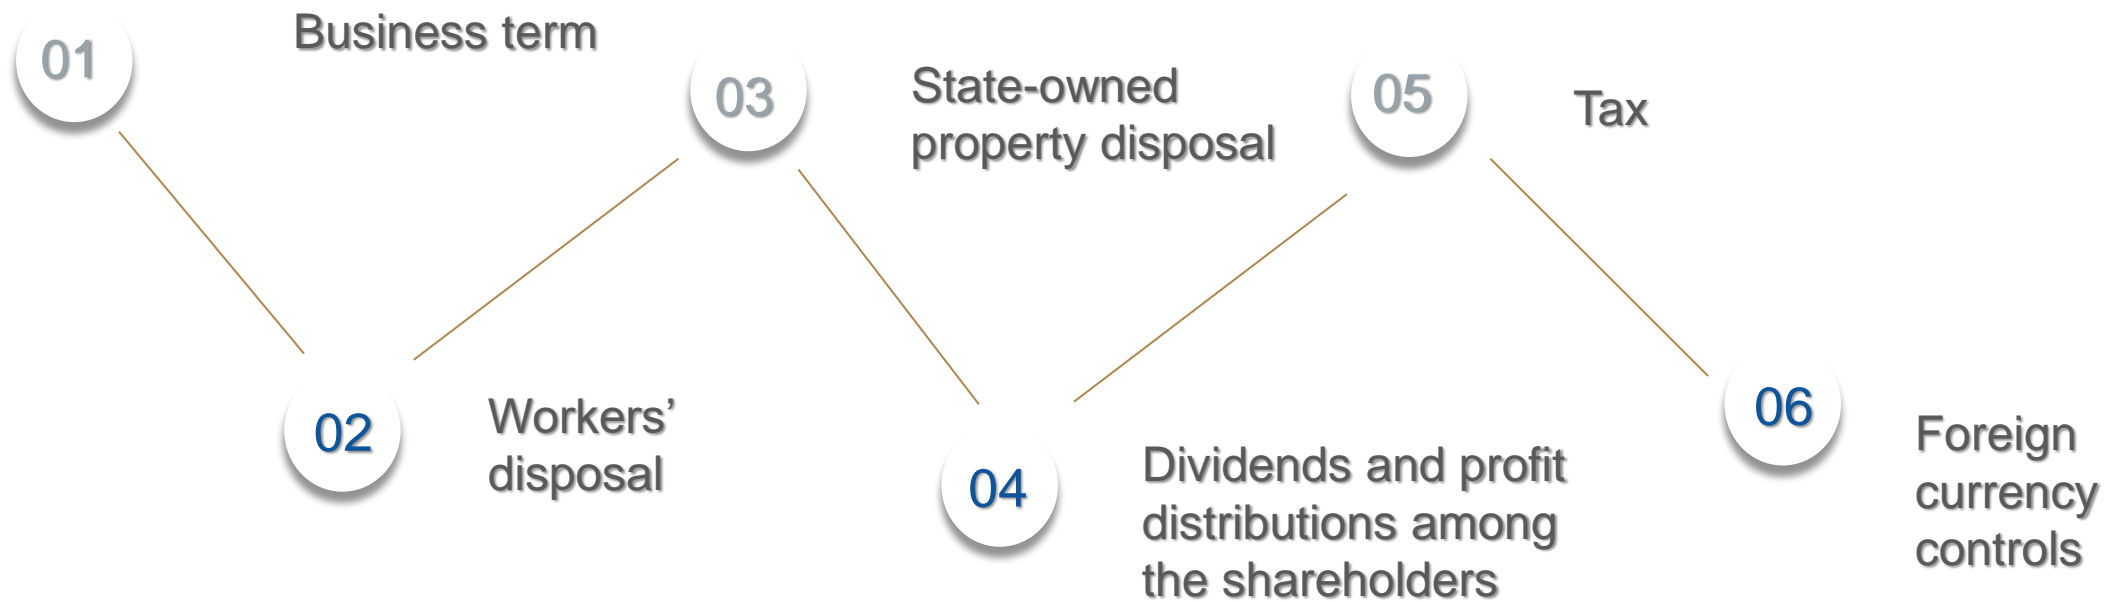 01
Business term
02
Workers’
disposal
03
State-owned
property disposal
04
Dividends and profit
distributions among
the shareholders
05
Tax
06
Foreign
currency
controls